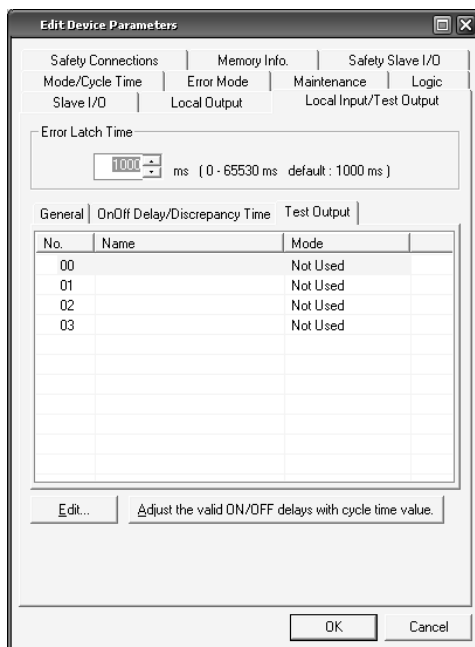 Edit Device Parameters
Safety Connections Memory Info. Safety Slave I/O
Mode/Cycle Time Error Mode Maintenance Logic
Slave I/O Local Output Local Input/Test Output
Error Latch Time
1000 ms ( 0 - 65530 ms default : 1000 ms )
General OnOff Delay/Discrepancy Time Test Output
No. Name Mode
00 Not Used
01 Not Used
02 Not Used
03 Not Used
Edit... Adjust the valid ON/OFF delays with cycle time value.
OK Cancel